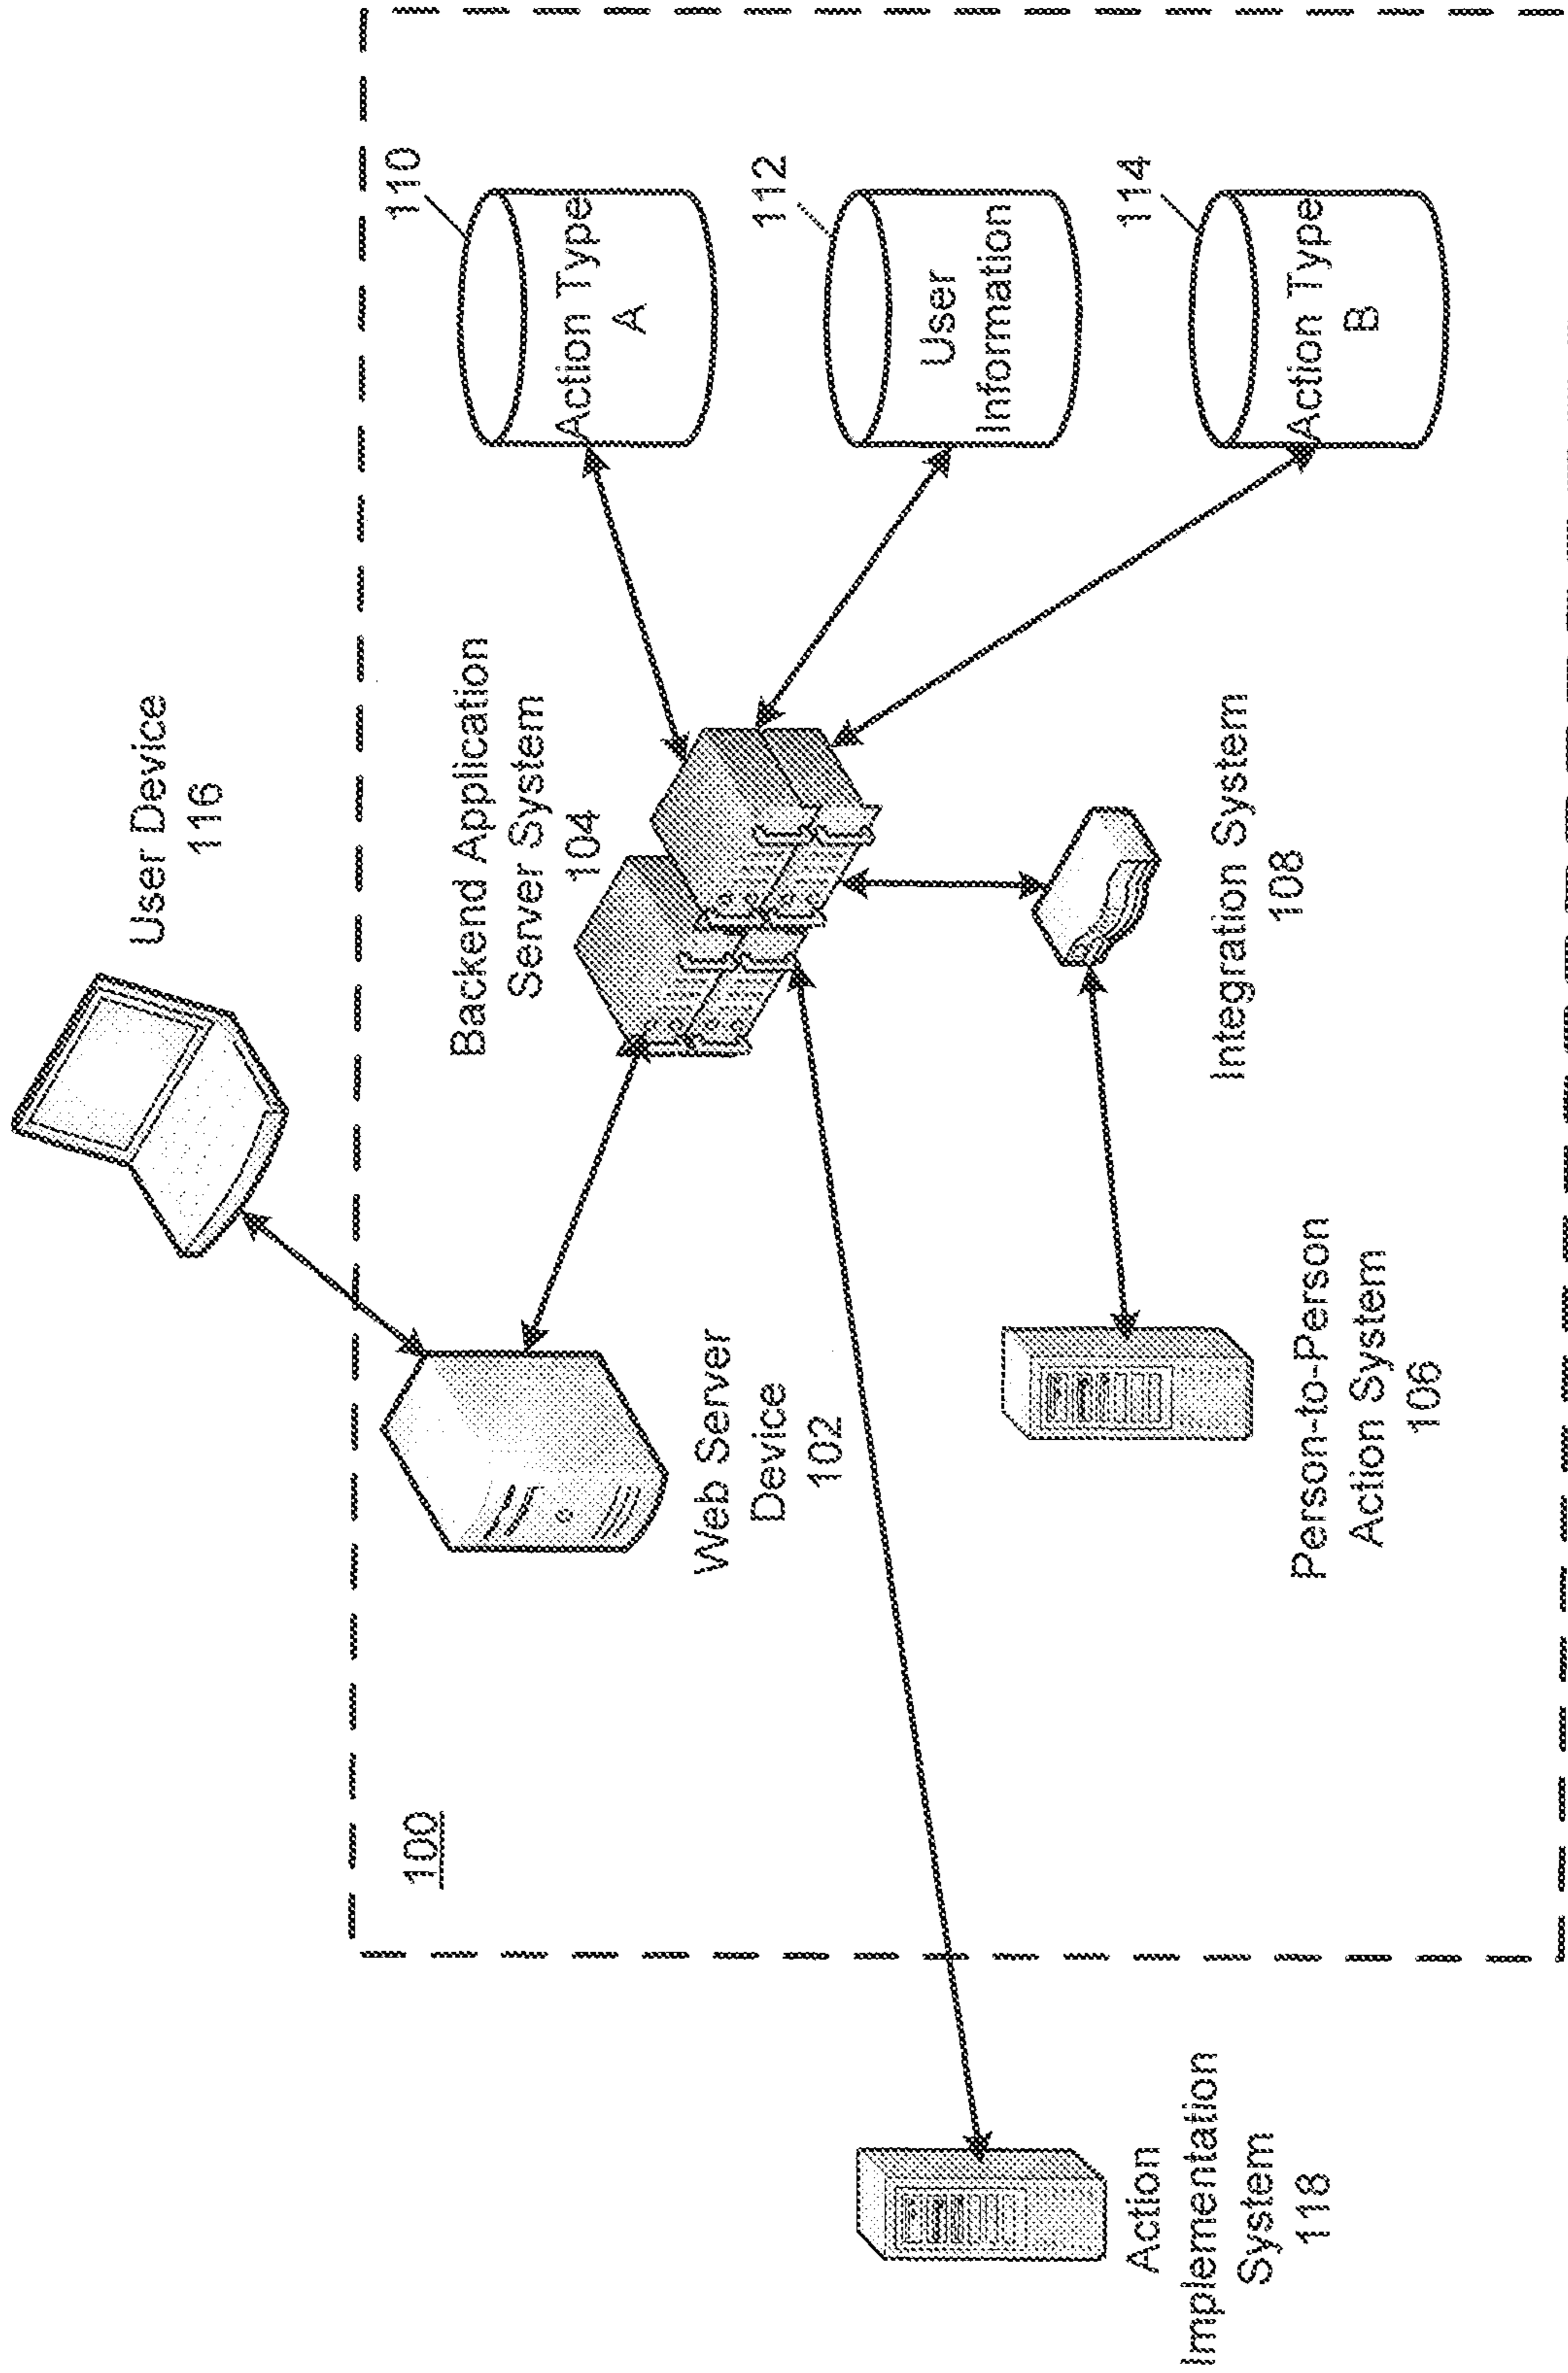 User Device
116
100
Backend Application
Server System
104
110
Action Type
A
Web Server
Device
102
112
User
Information
Action
Implementation
System
118
Person-to-Person
Action System
106
Integration System
108
114
Action Type
B